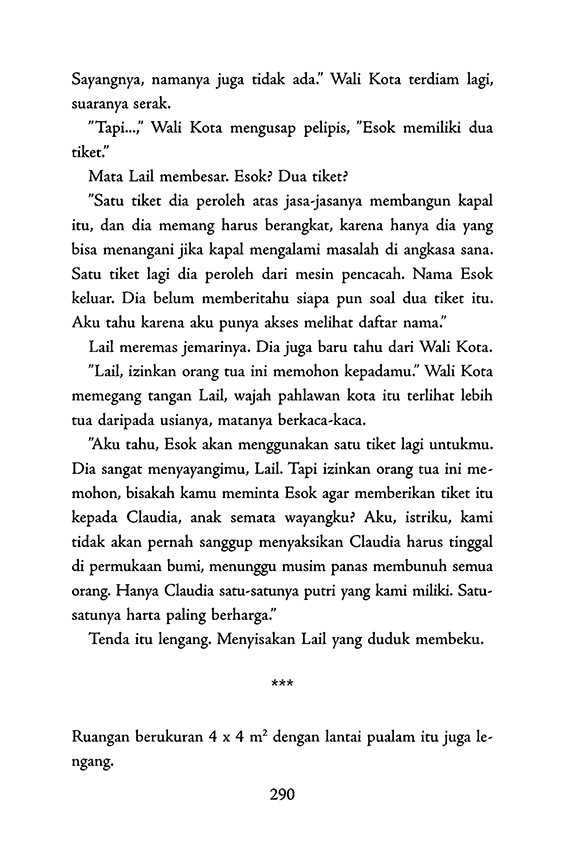 Sayangnya, namanya juga tidak ada.” Wali Kota terdiam lagi,
suaranya serak.
”Tapi...,” Wali Kota mengusap pelipis, ”Esok memiliki dua
tiket.”
Mata Lail membesar. Esok? Dua tiket?
”Satu tiket dia peroleh atas jasa-jasanya membangun kapal
itu, dan dia memang harus berangkat, karena hanya dia yang
bisa menangani jika kapal mengalami masalah di angkasa sana.
Satu tiket lagi dia peroleh dari mesin pencacah. Nama Esok
keluar. Dia belum memberitahu siapa pun soal dua tiket itu.
Aku tahu karena aku punya akses melihat daftar nama.”
Lail meremas jemarinya. Dia juga baru tahu dari Wali Kota.
”Lail, izinkan orang tua ini memohon kepadamu.” Wali Kota
memegang tangan Lail, wajah pahlawan kota itu terlihat lebih
tua daripada usianya, matanya berkaca-kaca.
”Aku tahu, Esok akan menggunakan satu tiket lagi untukmu.
Dia sangat menyayangimu, Lail. Tapi izinkan orang tua ini me-
mohon, bisakah kamu meminta Esok agar memberikan tiket itu
kepada Claudia, anak semata wayangku? Aku, istriku, kami
tidak akan pernah sanggup menyaksikan Claudia harus tinggal
di permukaan bumi, menunggu musim panas membunuh semua
orang. Hanya Claudia satu-satunya putri yang kami miliki. Satu-
satunya harta paling berharga.”
Tenda itu lengang. Menyisakan Lail yang duduk membeku.
***
Ruangan berukuran 4 x 4 m² dengan lantai pualam itu juga le-
ngang.
290